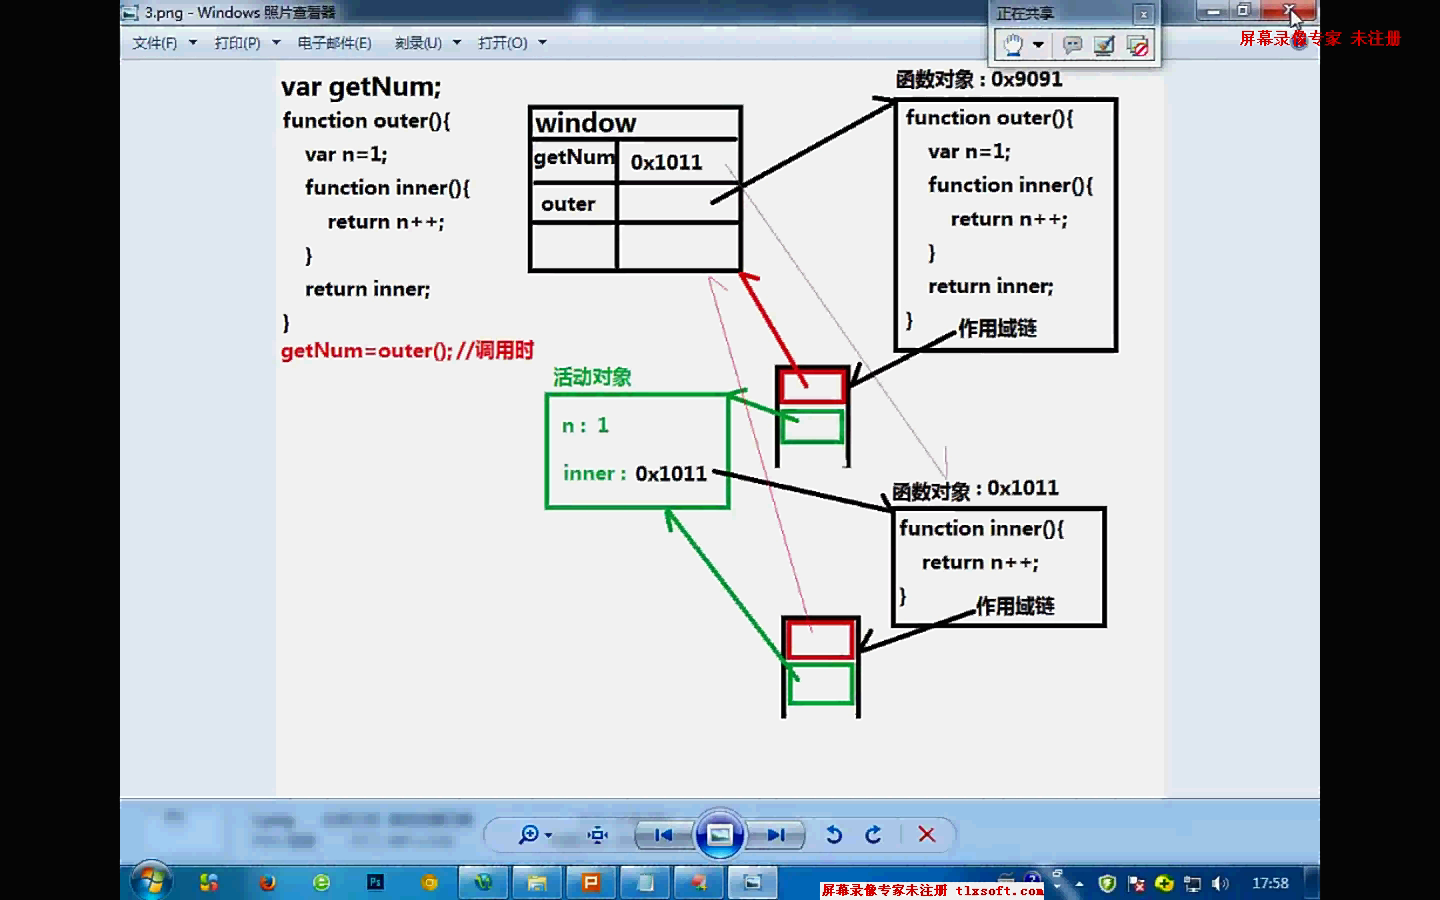 3.png - Windows 照片查看器
正在共享
文件(F) 打印(P) 电子邮件(E) 刻录(U) 打开(O)
屏幕录像专家 未注册
var getNum;
function outer(){
var n=1;
function inner(){
return n++;
}
return inner;
}
getNum=outer(); //调用时
window
getNum 0x1011
outer
函数对象 : 0x9091
function outer(){
var n=1;
function inner(){
return n++;
}
return inner;
}
作用域链
活动对象
n : 1
inner : 0x1011
函数对象 : 0x1011
function inner(){
return n++;
}
作用域链
17:58
屏幕录像专家未注册 tlxsoft.com